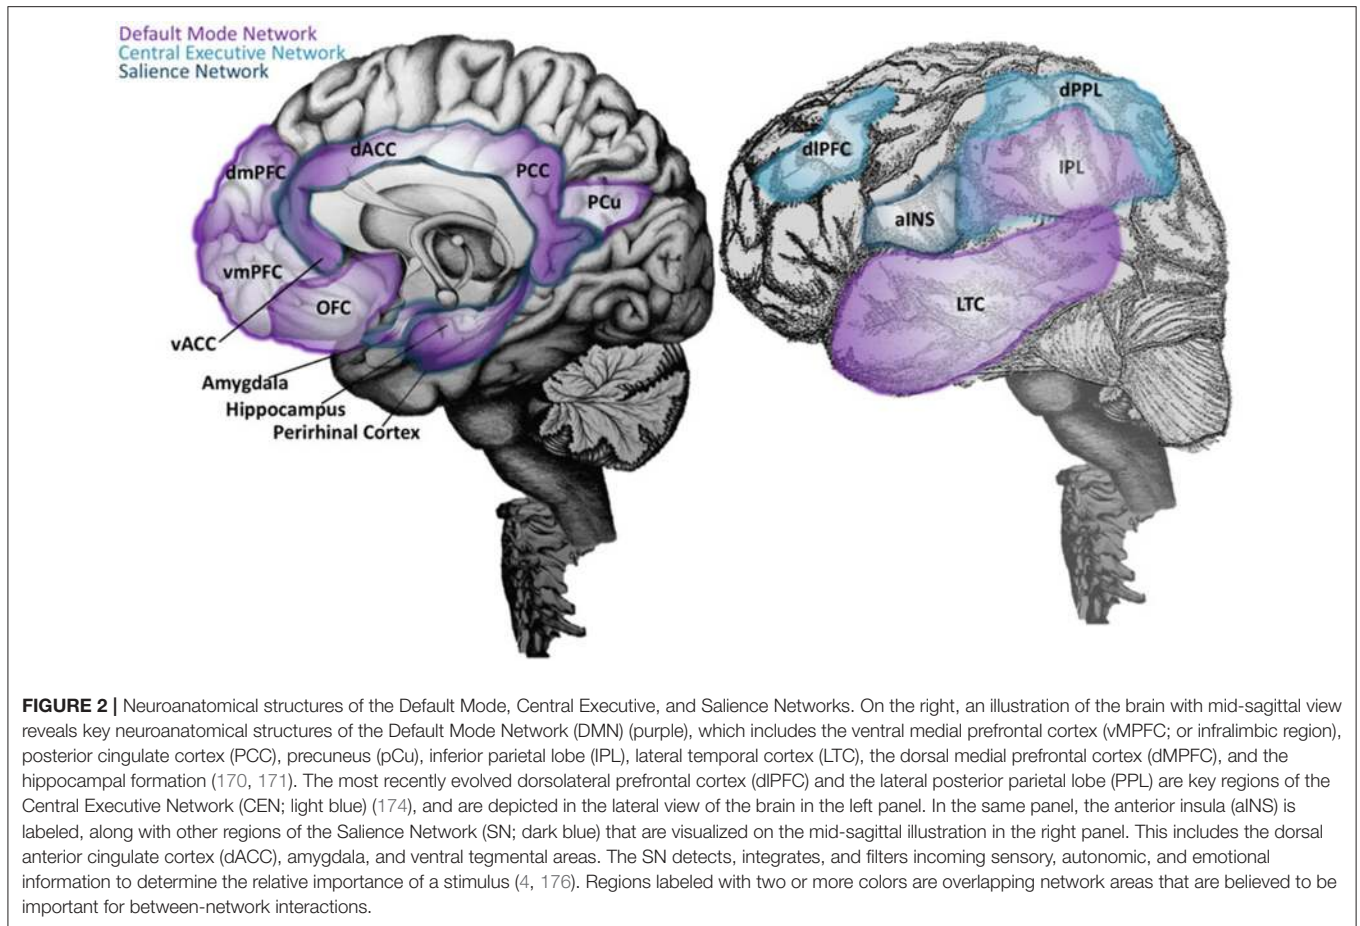 Default Mode Network
Central Executive Network
Salience Network
dmPFC
dACC
PCC
PCu
vmPFC
OFC
vACC
Amygdala
Hippocampus
Perirhinal Cortex
dlPFC
dPPL
IPL
aINS
LTC
FIGURE 2 | Neuroanatomical structures of the Default Mode, Central Executive, and Salience Networks. On the right, an illustration of the brain with mid-sagittal view
reveals key neuroanatomical structures of the Default Mode Network (DMN) (purple), which includes the ventral medial prefrontal cortex (vMPFC; or infralimbic region),
posterior cingulate cortex (PCC), precuneus (pCu), inferior parietal lobe (IPL), lateral temporal cortex (LTC), the dorsal medial prefrontal cortex (dMPFC), and the
hippocampal formation (170, 171). The most recently evolved dorsolateral prefrontal cortex (dlPFC) and the lateral posterior parietal lobe (PPL) are key regions of the
Central Executive Network (CEN; light blue) (174), and are depicted in the lateral view of the brain in the left panel. In the same panel, the anterior insula (aINS) is
labeled, along with other regions of the Salience Network (SN; dark blue) that are visualized on the mid-sagittal illustration in the right panel. This includes the dorsal
anterior cingulate cortex (dACC), amygdala, and ventral tegmental areas. The SN detects, integrates, and filters incoming sensory, autonomic, and emotional
information to determine the relative importance of a stimulus (4, 176). Regions labeled with two or more colors are overlapping network areas that are believed to be
important for between-network interactions.